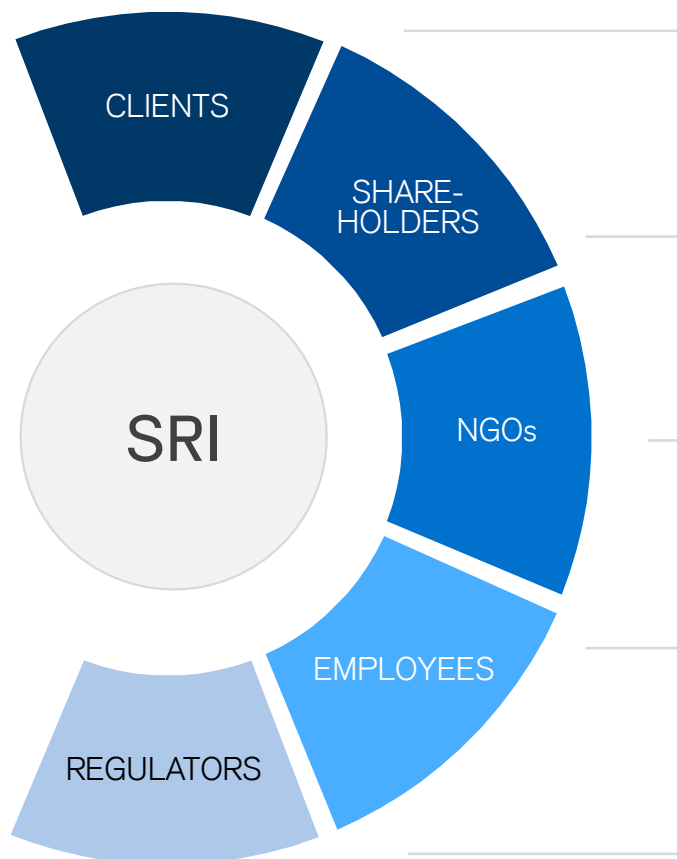 CLIENTS
SHARE-
HOLDERS
NGOs
SRI
EMPLOYEES
REGULATORS